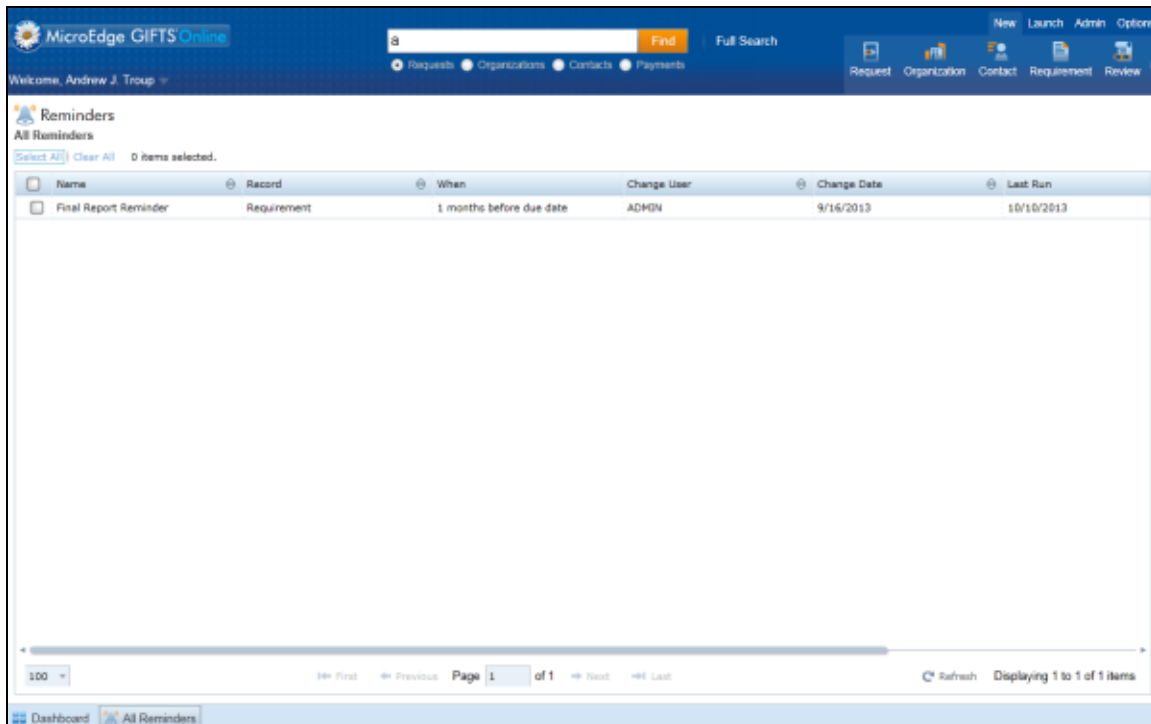 MicroEdge GIFTS Online
New Launch Admin Option
a Find Full Search
Requests Organizations Contacts Payments
Request Organization Contact Requirement Review
Welcome, Andrew J. Troup
Reminders
All Reminders
Select All | Clear All 0 items selected.
Name Record When Change User Change Date Last Run
Final Report Reminder Requirement 1 months before due date ADMIN 9/16/2013 10/10/2013
100 First Previous Page 1 of 1 Next Last Refresh Displaying 1 to 1 of 1 items
Dashboard All Reminders